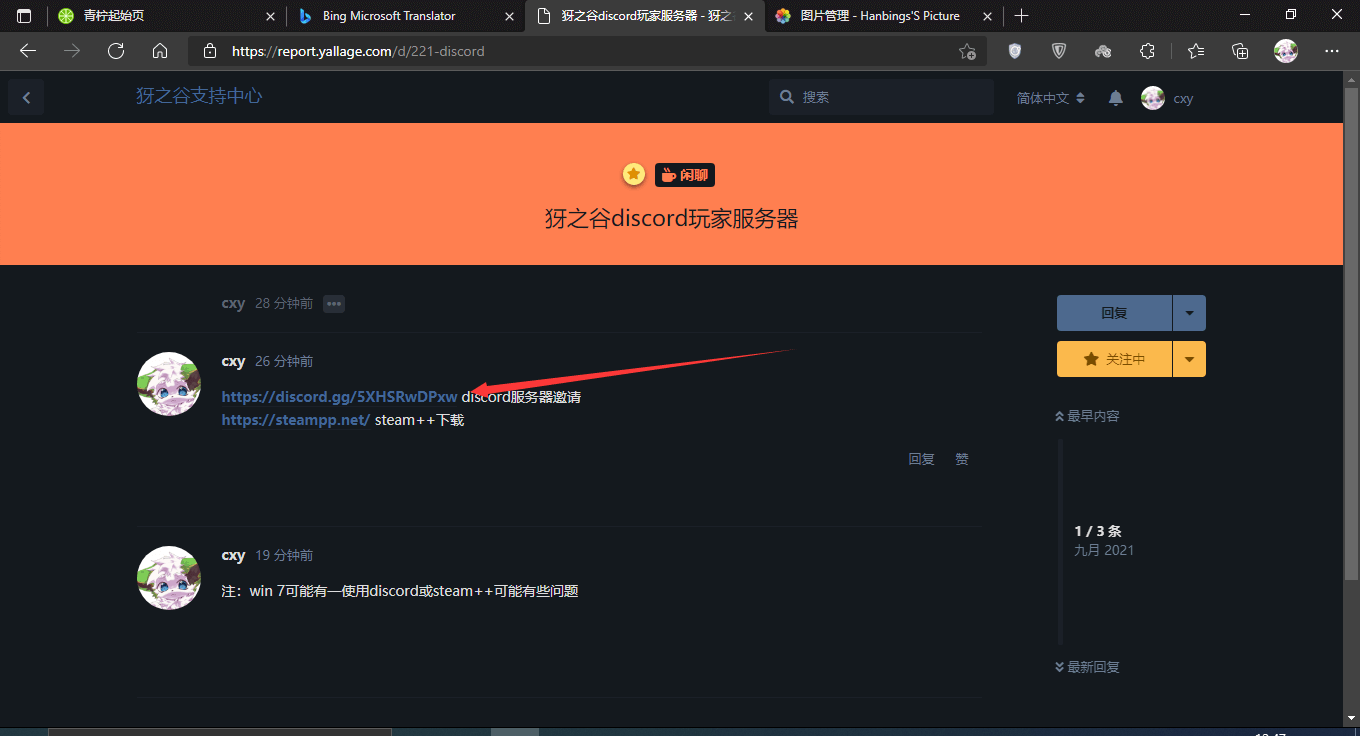 青柠起始页
Bing Microsoft Translator
犽之谷discord玩家服务器 - 犽之
图片管理 - Hanbings'S Picture
https://report.yallage.com/d/221-discord
犽之谷支持中心
搜索
简体中文
cxy
闲聊
犽之谷discord玩家服务器
cxy 28 分钟前
回复
关注中
cxy 26 分钟前
https://discord.gg/5XHSRwDPxw discord服务器邀请
https://steampp.net/ steam++下载
最早内容
回复 赞
1 / 3 条
九月 2021
cxy 19 分钟前
注：win 7可能有一使用discord或steam++可能有些问题
最新回复